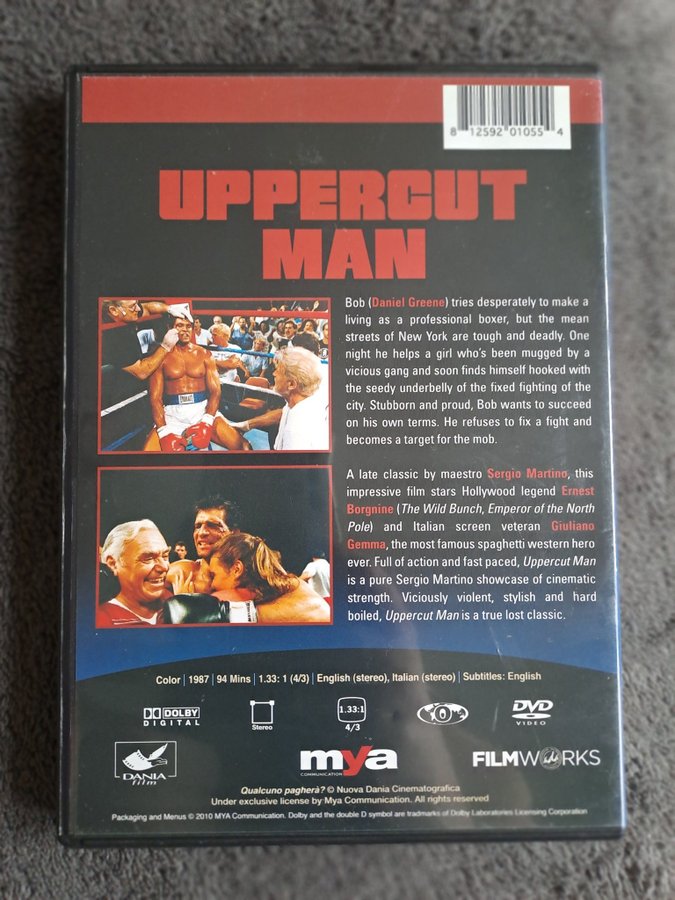 8 12592 01055 4
UPPERCUT
MAN
Bob (Daniel Greene) tries desperately to make a
living as a professional boxer, but the mean
streets of New York are tough and deadly. One
night he helps a girl who's been mugged by a
vicious gang and soon finds himself hooked with
the seedy underbelly of the fixed fighting of the
city. Stubborn and proud, Bob wants to succeed
on his own terms. He refuses to fix a fight and
becomes a target for the mob.
A late classic by maestro Sergio Martino, this
impressive film stars Hollywood legend Ernest
Borgnine (The Wild Bunch, Emperor of the North
Pole) and Italian screen veteran Giuliano
Gemma, the most famous spaghetti western hero
ever. Full of action and fast paced, Uppercut Man
is a pure Sergio Martino showcase of cinematic
strength. Viciously violent, stylish and hard
boiled, Uppercut Man is a true lost classic.
Color | 1987 | 94 Mins | 1.33: 1 (4/3) | English (stereo), Italian (stereo) | Subtitles: English
DOLBY
DIGITAL
Stereo
1.33:1
4/3
0
DVD
VIDEO
DANIA
film
mya
COMMUNICATION
FILMWORKS
Qualcuno pagherà? © Nuova Dania Cinematografica
Under exclusive license by Mya Communication. All rights reserved
Packaging and Menus © 2010 MYA Communication. Dolby and the double D symbol are trademarks of Dolby Laboratories Licensing Corporation